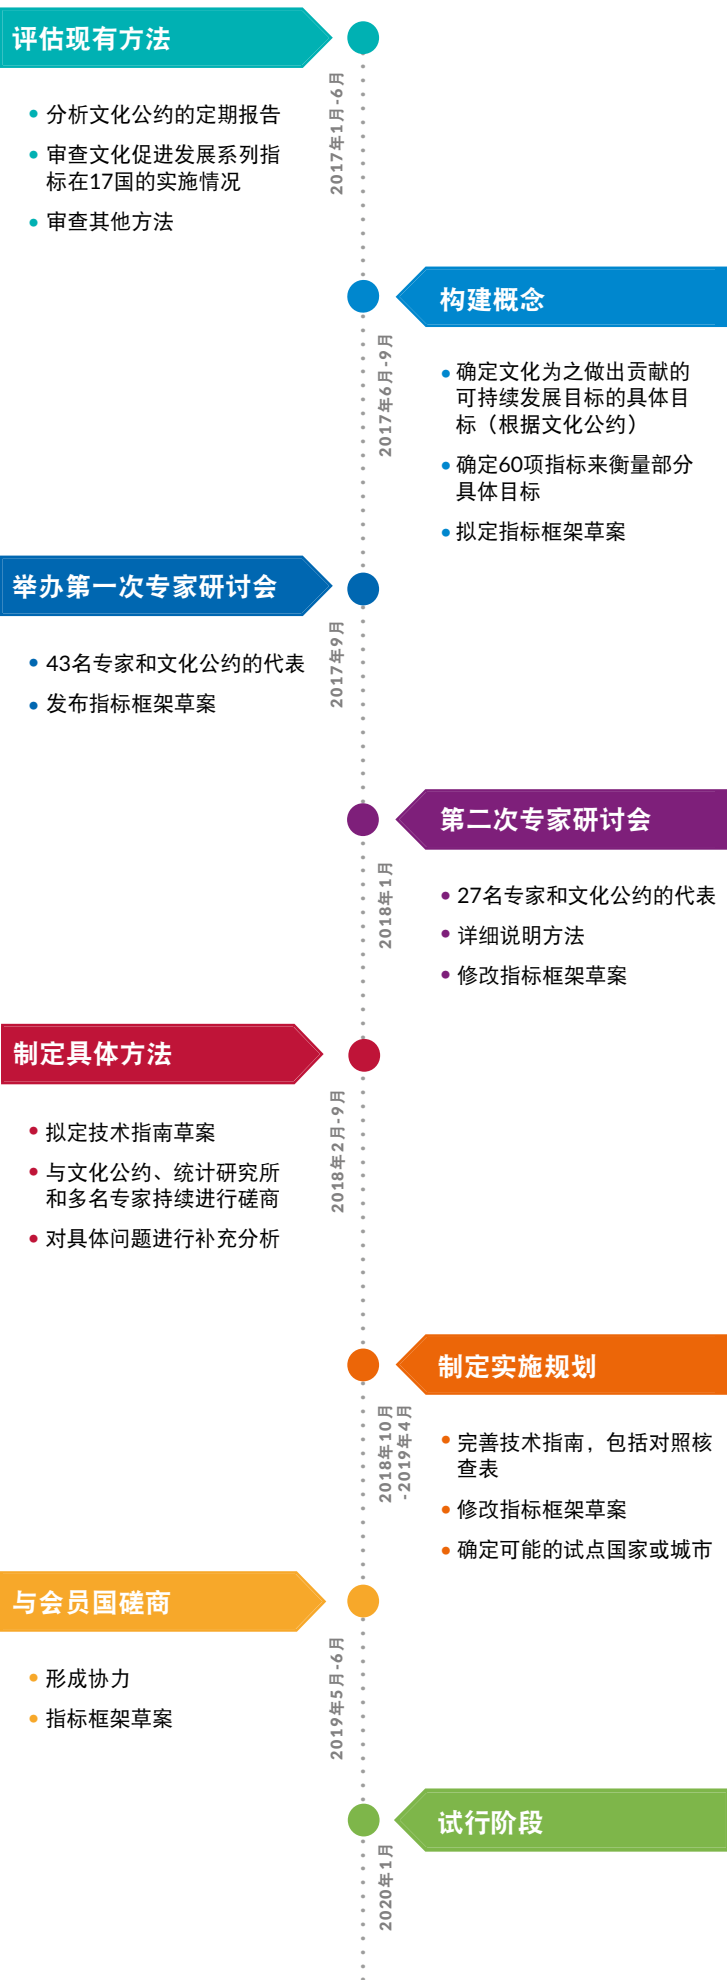 评估现有方法
2017年1月-6月
分析文化公约的定期报告
审查文化促进发展系列指
标在17国的实施情况
审查其他方法
构建概念
2017年6月-9月
确定文化为之做出贡献的
可持续发展目标的具体目
标（根据文化公约）
确定60项指标来衡量部分
具体目标
拟定指标框架草案
举办第一次专家研讨会
2017年9月
43名专家和文化公约的代表
发布指标框架草案
第二次专家研讨会
2018年1月
27名专家和文化公约的代表
详细说明方法
修改指标框架草案
制定具体方法
2018年2月-9月
拟定技术指南草案
与文化公约、统计研究所
和多名专家持续进行磋商
对具体问题进行补充分析
制定实施规划
2018年10月
-2019年4月
完善技术指南，包括对照核
查表
修改指标框架草案
确定可能的试点国家或城市
与会员国磋商
2019年5月-6月
形成协力
指标框架草案
试行阶段
2020年1月